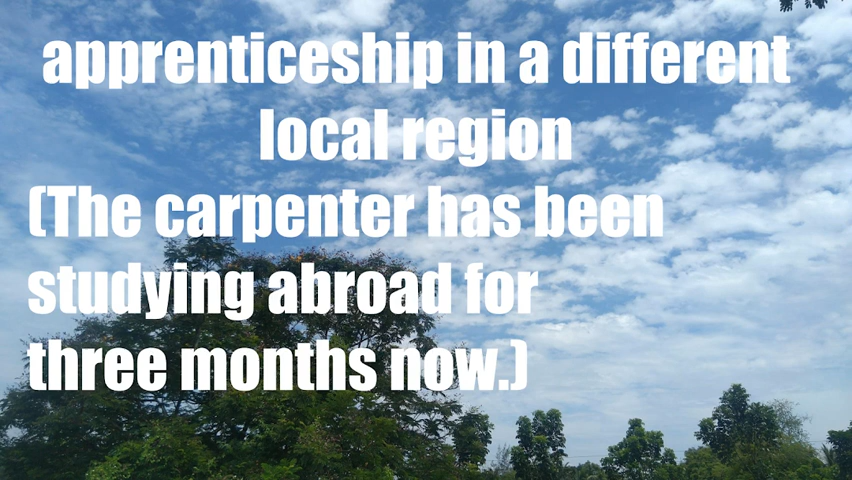 apprenticeship in a different
local region
(The carpenter has been
studying abroad for
three months now.)